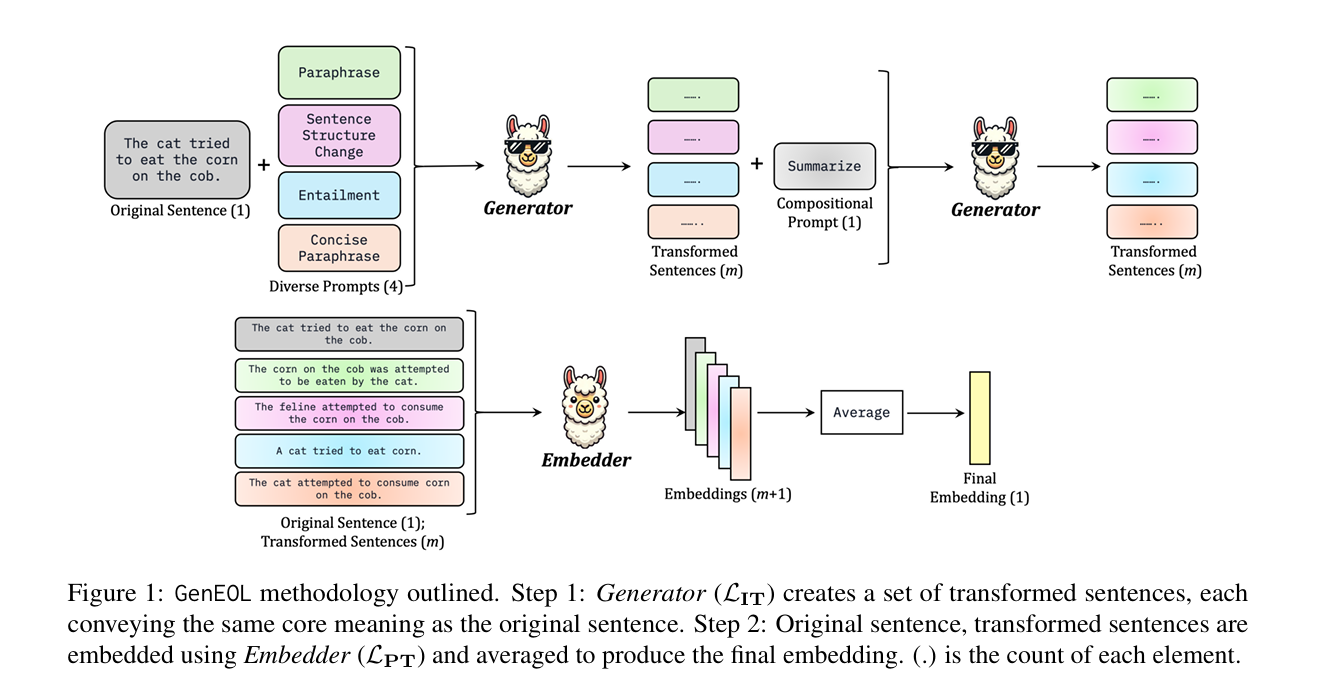 Paraphrase
Sentence
Structure
Change
Entailment
Concise
Paraphrase
Diverse Prompts (4)
The cat tried
to eat the corn
on the cob.
Original Sentence (1)
+
Generator
.......
.......
.......
........
Transformed
Sentences (m)
+
Summarize
Compositional
Prompt (1)
Generator
.......
.......
.......
........
Transformed
Sentences (m)
The cat tried to eat the corn on
the cob.
The corn on the cob was attempted
to be eaten by the cat.
The feline attempted to consume
the corn on the cob.
A cat tried to eat corn.
The cat attempted to consume corn
on the cob.
Original Sentence (1);
Transformed Sentences (m)
Embedder
Embeddings (m+1)
Average
Final
Embedding (1)
Figure 1: GenEOL methodology outlined. Step 1: Generator (ℒIT) creates a set of transformed sentences, each
conveying the same core meaning as the original sentence. Step 2: Original sentence, transformed sentences are
embedded using Embedder (ℒPT) and averaged to produce the final embedding. (.) is the count of each element.